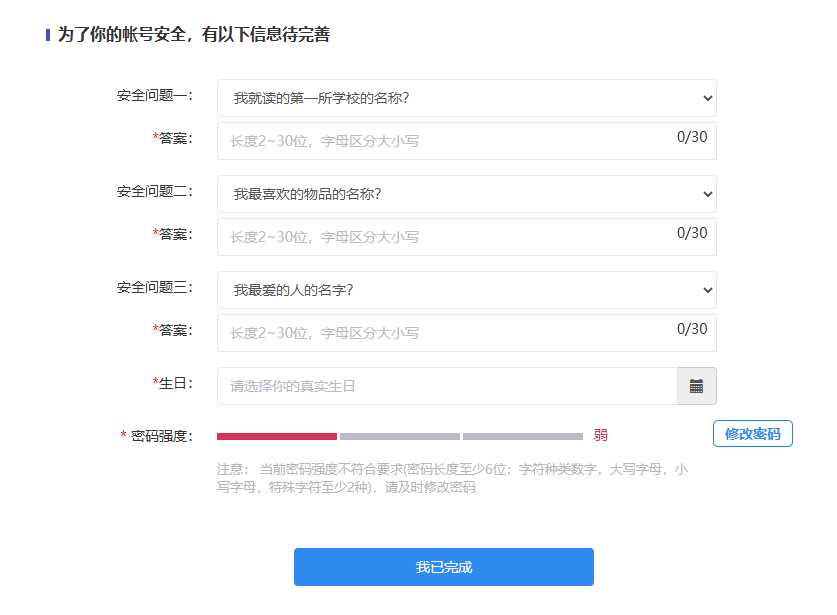 为了你的帐号安全，有以下信息待完善
安全问题一： 我就读的第一所学校的名称？
*答案： 长度2~30位，字母区分大小写 0/30
安全问题二： 我最喜欢的物品的名称？
*答案： 长度2~30位，字母区分大小写 0/30
安全问题三： 我最爱的人的名字？
*答案： 长度2~30位，字母区分大小写 0/30
*生日： 请选择你的真实生日
* 密码强度： 弱 修改密码
注意： 当前密码强度不符合要求(密码长度至少6位；字符种类数字，大写字母，小
写字母，特殊字符至少2种)，请及时修改密码
我已完成